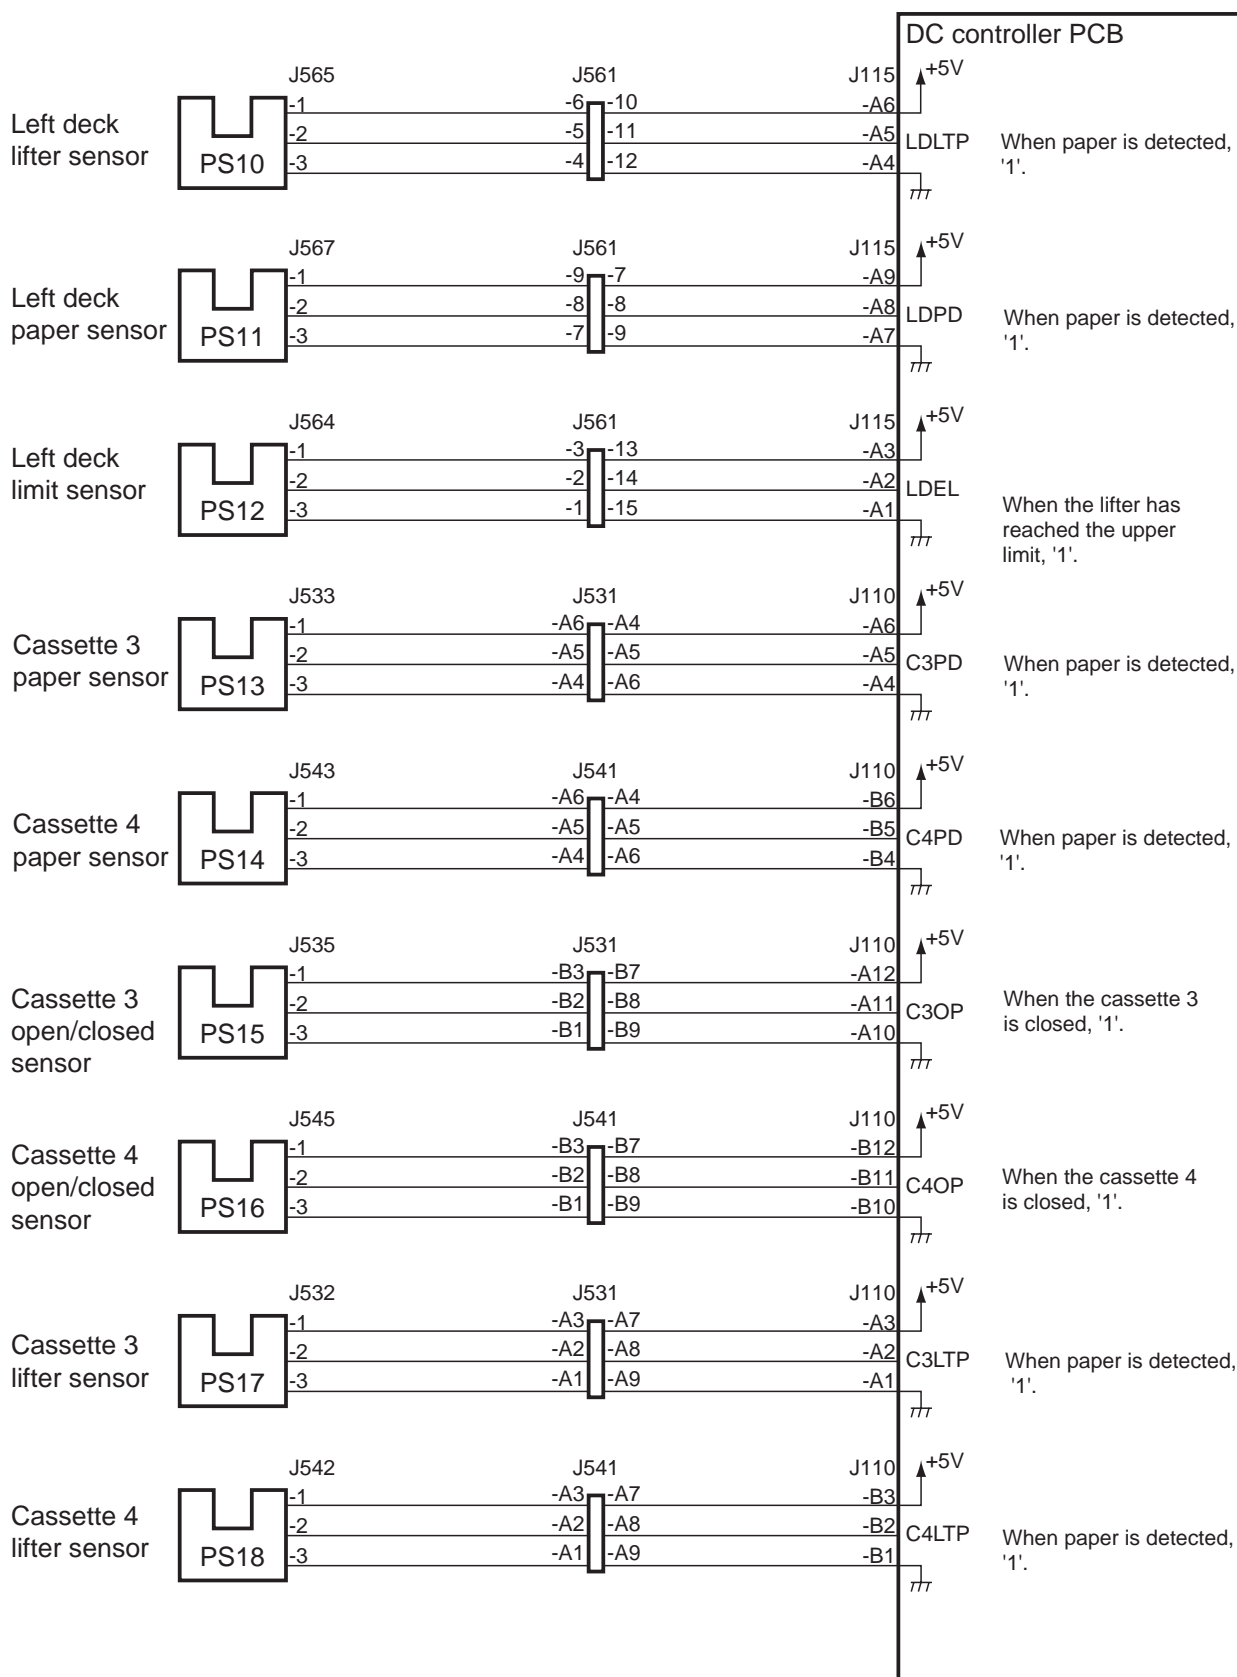 DC controller PCB
J565 J561 J115 +5V
Left deck
lifter sensor
PS10
-1 -6 -10 -A6
-2 -5 -11 -A5 LDLTP
-3 -4 -12 -A4
When paper is detected,
'1'.
J567 J561 J115 +5V
Left deck
paper sensor
PS11
-1 -9 -7 -A9
-2 -8 -8 -A8 LDPD
-3 -7 -9 -A7
When paper is detected,
'1'.
J564 J561 J115 +5V
Left deck
limit sensor
PS12
-1 -3 -13 -A3
-2 -2 -14 -A2 LDEL
-3 -1 -15 -A1
When the lifter has
reached the upper
limit, '1'.
J533 J531 J110 +5V
Cassette 3
paper sensor
PS13
-1 -A6 -A4 -A6
-2 -A5 -A5 -A5 C3PD
-3 -A4 -A6 -A4
When paper is detected,
'1'.
J543 J541 J110 +5V
Cassette 4
paper sensor
PS14
-1 -A6 -A4 -B6
-2 -A5 -A5 -B5 C4PD
-3 -A4 -A6 -B4
When paper is detected,
'1'.
J535 J531 J110 +5V
Cassette 3
open/closed
sensor
PS15
-1 -B3 -B7 -A12
-2 -B2 -B8 -A11 C3OP
-3 -B1 -B9 -A10
When the cassette 3
is closed, '1'.
J545 J541 J110 +5V
Cassette 4
open/closed
sensor
PS16
-1 -B3 -B7 -B12
-2 -B2 -B8 -B11 C4OP
-3 -B1 -B9 -B10
When the cassette 4
is closed, '1'.
J532 J531 J110 +5V
Cassette 3
lifter sensor
PS17
-1 -A3 -A7 -A3
-2 -A2 -A8 -A2 C3LTP
-3 -A1 -A9 -A1
When paper is detected,
'1'.
J542 J541 J110 +5V
Cassette 4
lifter sensor
PS18
-1 -A3 -A7 -B3
-2 -A2 -A8 -B2 C4LTP
-3 -A1 -A9 -B1
When paper is detected,
'1'.